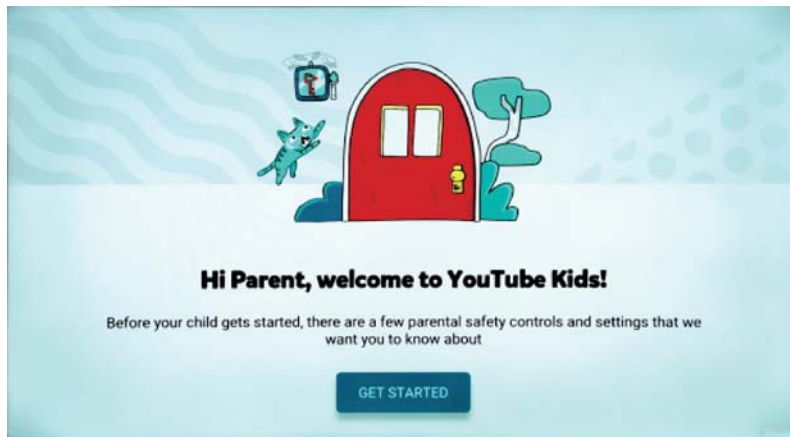 Hi Parent, welcome to YouTube Kids!
Before your child gets started, there are a few parental safety controls and settings that we
want you to know about
GET STARTED